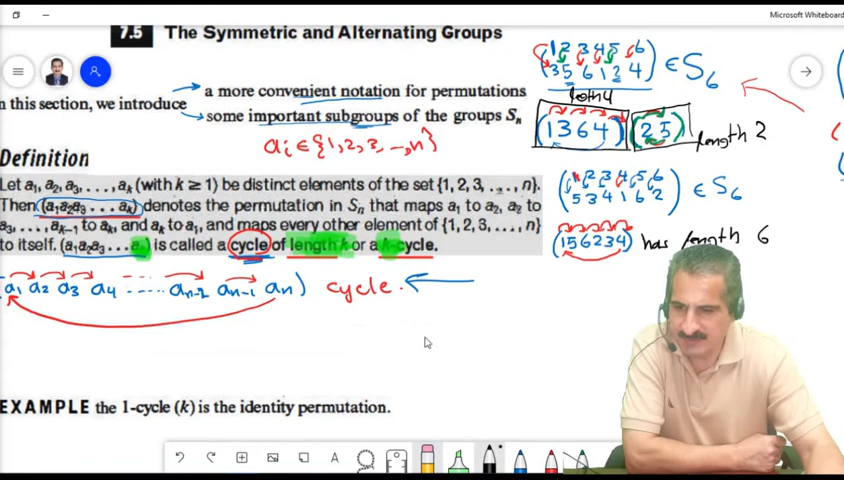 Microsoft Whiteboard
7.5 The Symmetric and Alternating Groups
n this section, we introduce
a more convenient notation for permutations
some important subgroups of the groups Sn
ai ∈ {1,2,3,...,n}
Definition
Let a1, a2, a3, . . . , ak (with k ≥ 1) be distinct elements of the set {1, 2, 3, . . . , n}.
Then (a1a2a3 . . . ak) denotes the permutation in Sn that maps a1 to a2, a2 to
a3, . . . , ak−1 to ak, and ak to a1, and maps every other element of {1, 2, 3, . . . , n}
to itself. (a1a2a3 . . . ak) is called a cycle of length k or a k-cycle.
a1 a2 a3 a4 ..... an-2 an-1 an) cycle.
EXAMPLE the 1-cycle (k) is the identity permutation.
(1 2 3 4 5 6
3 5 6 1 2 4) ∈ S6
(1364) (25) length 2
(1 2 3 4 5 6
5 3 4 1 6 2) ∈ S6
(156234) has length 6
A